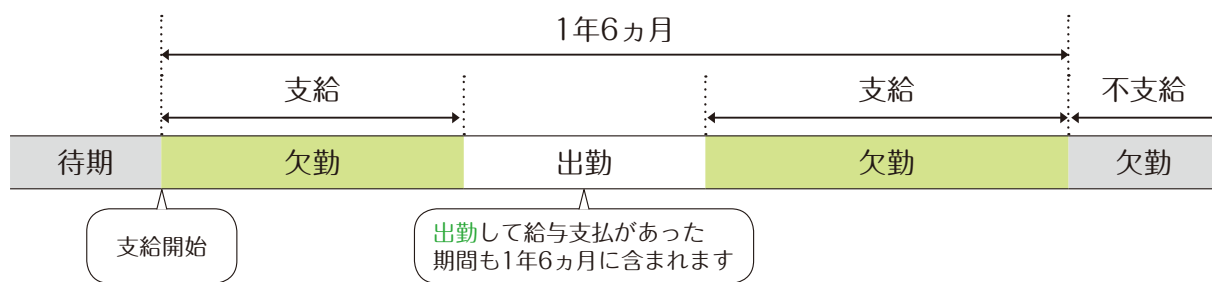 1年6ヵ月
支給
支給
不支給
待期
欠勤
出勤
欠勤
欠勤
支給開始
出勤して給与支払があった
期間も1年6ヵ月に含まれます